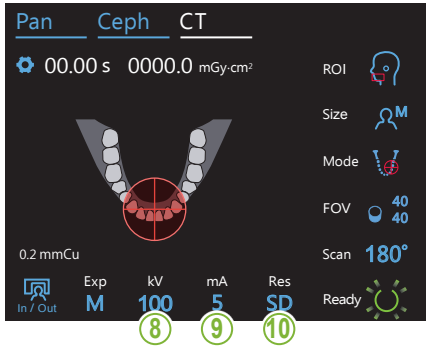 Pan Ceph CT
00.00 s 0000.0 mGy·cm²
ROI
Size M
Mode
FOV 40 40
0.2 mmCu
Scan 180°
Exp kV mA Res
In / Out M 100 5 SD
Ready
8 9 10